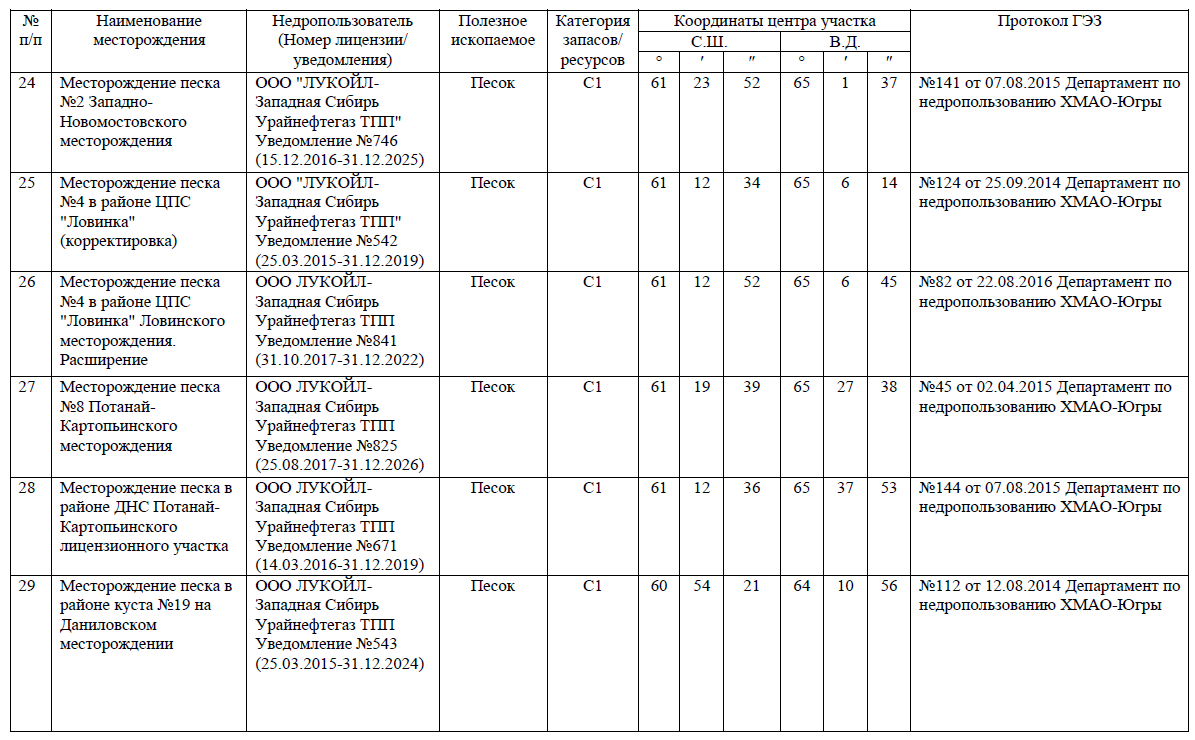 № п/п Наименование месторождения Недропользователь (Номер лицензии/ уведомления) Полезное ископаемое Категория запасов/ ресурсов Координаты центра участка Протокол ГЭЗ
С.Ш. В.Д.
° ′ ″ ° ′ ″
24 Месторождение песка ООО "ЛУКОЙЛ- Песок С1 61 23 52 65 1 37 №141 от 07.08.2015 Департамент по
№2 Западно- Западная Сибирь недропользованию ХМАО-Югры
Новомостовского Урайнефтегаз ТПП"
месторождения Уведомление №746
(15.12.2016-31.12.2025)
25 Месторождение песка ООО "ЛУКОЙЛ- Песок С1 61 12 34 65 6 14 №124 от 25.09.2014 Департамент по
№4 в районе ЦПС Западная Сибирь недропользованию ХМАО-Югры
"Ловинка" Урайнефтегаз ТПП"
(корректировка) Уведомление №542
(25.03.2015-31.12.2019)
26 Месторождение песка ООО ЛУКОЙЛ- Песок С1 61 12 52 65 6 45 №82 от 22.08.2016 Департамент по
№4 в районе ЦПС Западная Сибирь недропользованию ХМАО-Югры
"Ловинка" Ловинского Урайнефтегаз ТПП
месторождения. Уведомление №841
Расширение (31.10.2017-31.12.2022)
27 Месторождение песка ООО ЛУКОЙЛ- Песок С1 61 19 39 65 27 38 №45 от 02.04.2015 Департамент по
№8 Потанай- Западная Сибирь недропользованию ХМАО-Югры
Картопьинского Урайнефтегаз ТПП
месторождения Уведомление №825
(25.08.2017-31.12.2026)
28 Месторождение песка в ООО ЛУКОЙЛ- Песок С1 61 12 36 65 37 53 №144 от 07.08.2015 Департамент по
районе ДНС Потанай- Западная Сибирь недропользованию ХМАО-Югры
Картопьинского Урайнефтегаз ТПП
лицензионного участка Уведомление №671
(14.03.2016-31.12.2019)
29 Месторождение песка в ООО ЛУКОЙЛ- Песок С1 60 54 21 64 10 56 №112 от 12.08.2014 Департамент по
районе куста №19 на Западная Сибирь недропользованию ХМАО-Югры
Даниловском Урайнефтегаз ТПП
месторождении Уведомление №543
(25.03.2015-31.12.2024)